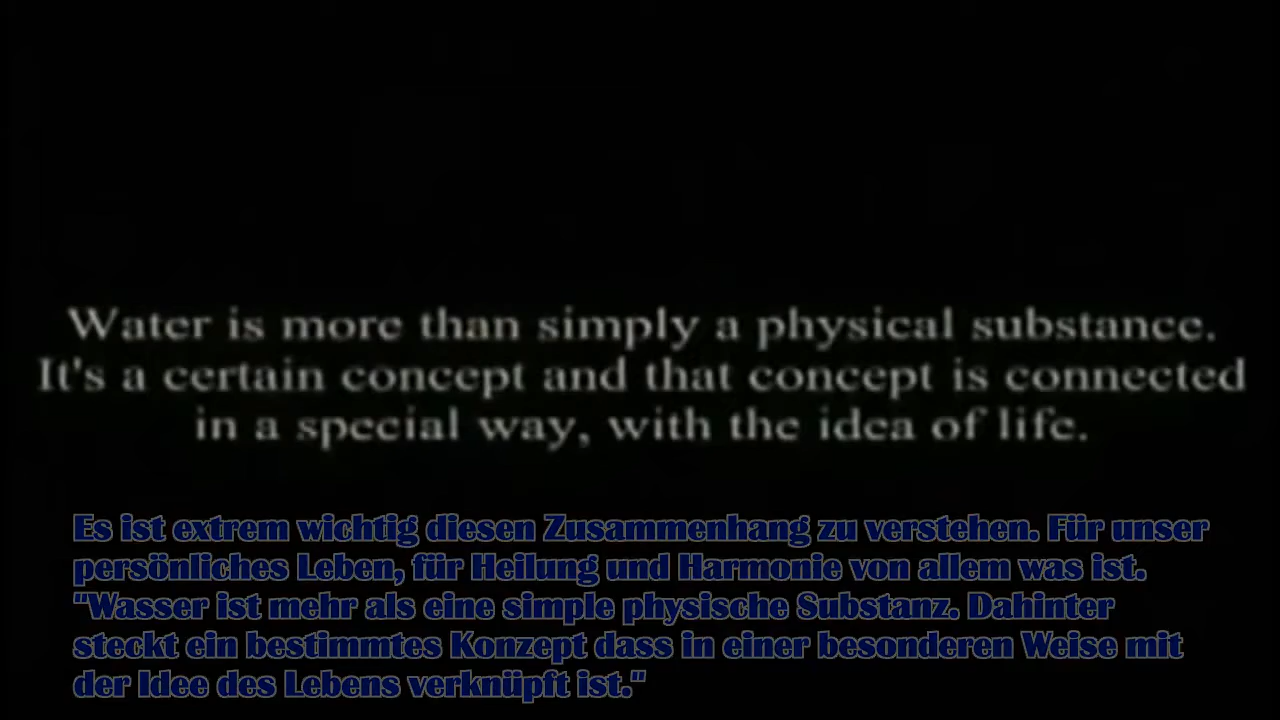 Water is more than simply a physical substance.
It's a certain concept and that concept is connected
in a special way, with the idea of life.
Es ist extrem wichtig diesen Zusammenhang zu verstehen. Für unser
persönliches Leben, für Heilung und Harmonie von allem was ist.
"Wasser ist mehr als eine simple physische Substanz. Dahinter
steckt ein bestimmtes Konzept dass in einer besonderen Weise mit
der Idee des Lebens verknüpft ist."